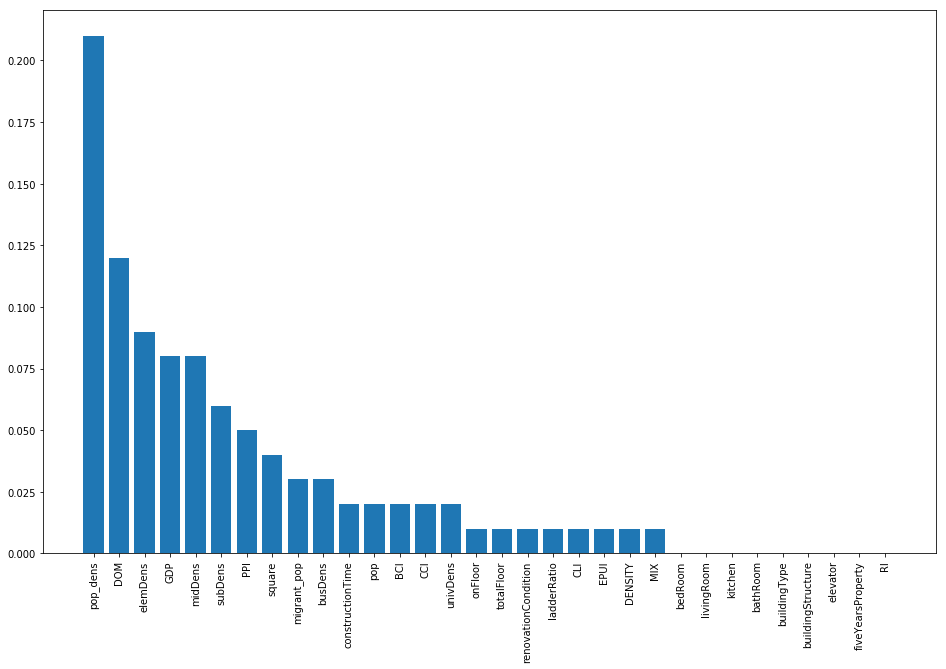 0.200
0.175
0.150
0.125
0.100
0.075
0.050
0.025
0.000
pop_dens
DOM
elemDens
GDP
midDens
subDens
PPI
square
migrant_pop
busDens
constructionTime
pop
BCI
CCI
univDens
onFloor
totalFloor
renovationCondition
ladderRatio
CLI
EPUI
DENSITY
MIX
bedRoom
livingRoom
kitchen
bathRoom
buildingType
buildingStructure
elevator
fiveYearsProperty
RI